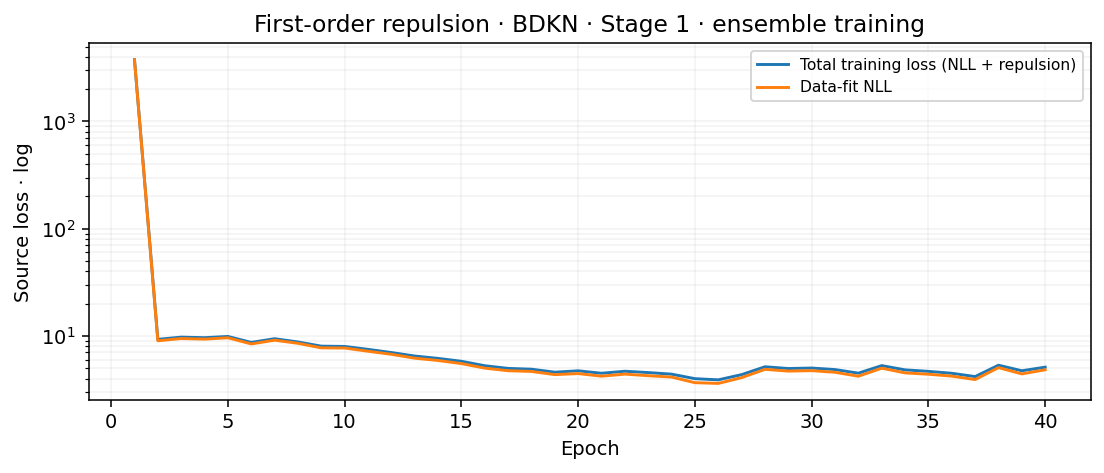 First-order repulsion · BDKN · Stage 1 · ensemble training
Total training loss (NLL + repulsion)
Data-fit NLL
Source loss · log
10³
10²
10¹
0 5 10 15 20 25 30 35 40
Epoch